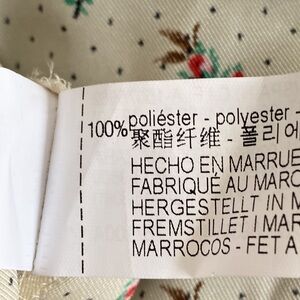 100% poliéster - polyester -
聚酯纤维 - 폴리에
HECHO EN MARRUE
FABRIQUÉ AU MARO
HERGESTELLT IN M
FREMSTILLET I MAR
MARROCOS - FET A